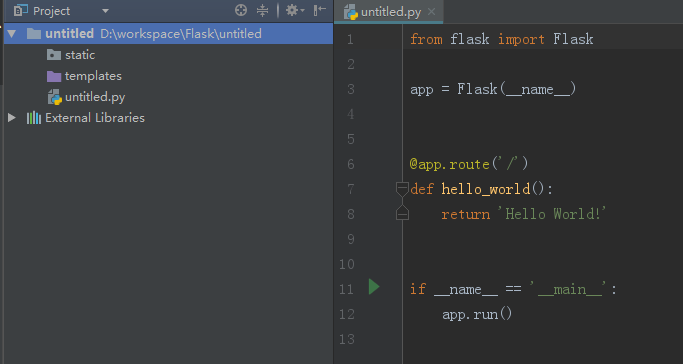 Project
untitled D:\workspace\Flask\untitled
static
templates
untitled.py
External Libraries
untitled.py
1 from flask import Flask
2
3 app = Flask(__name__)
4
5
6 @app.route('/')
7 def hello_world():
8 return 'Hello World!'
9
10
11 if __name__ == '__main__':
12 app.run()
13